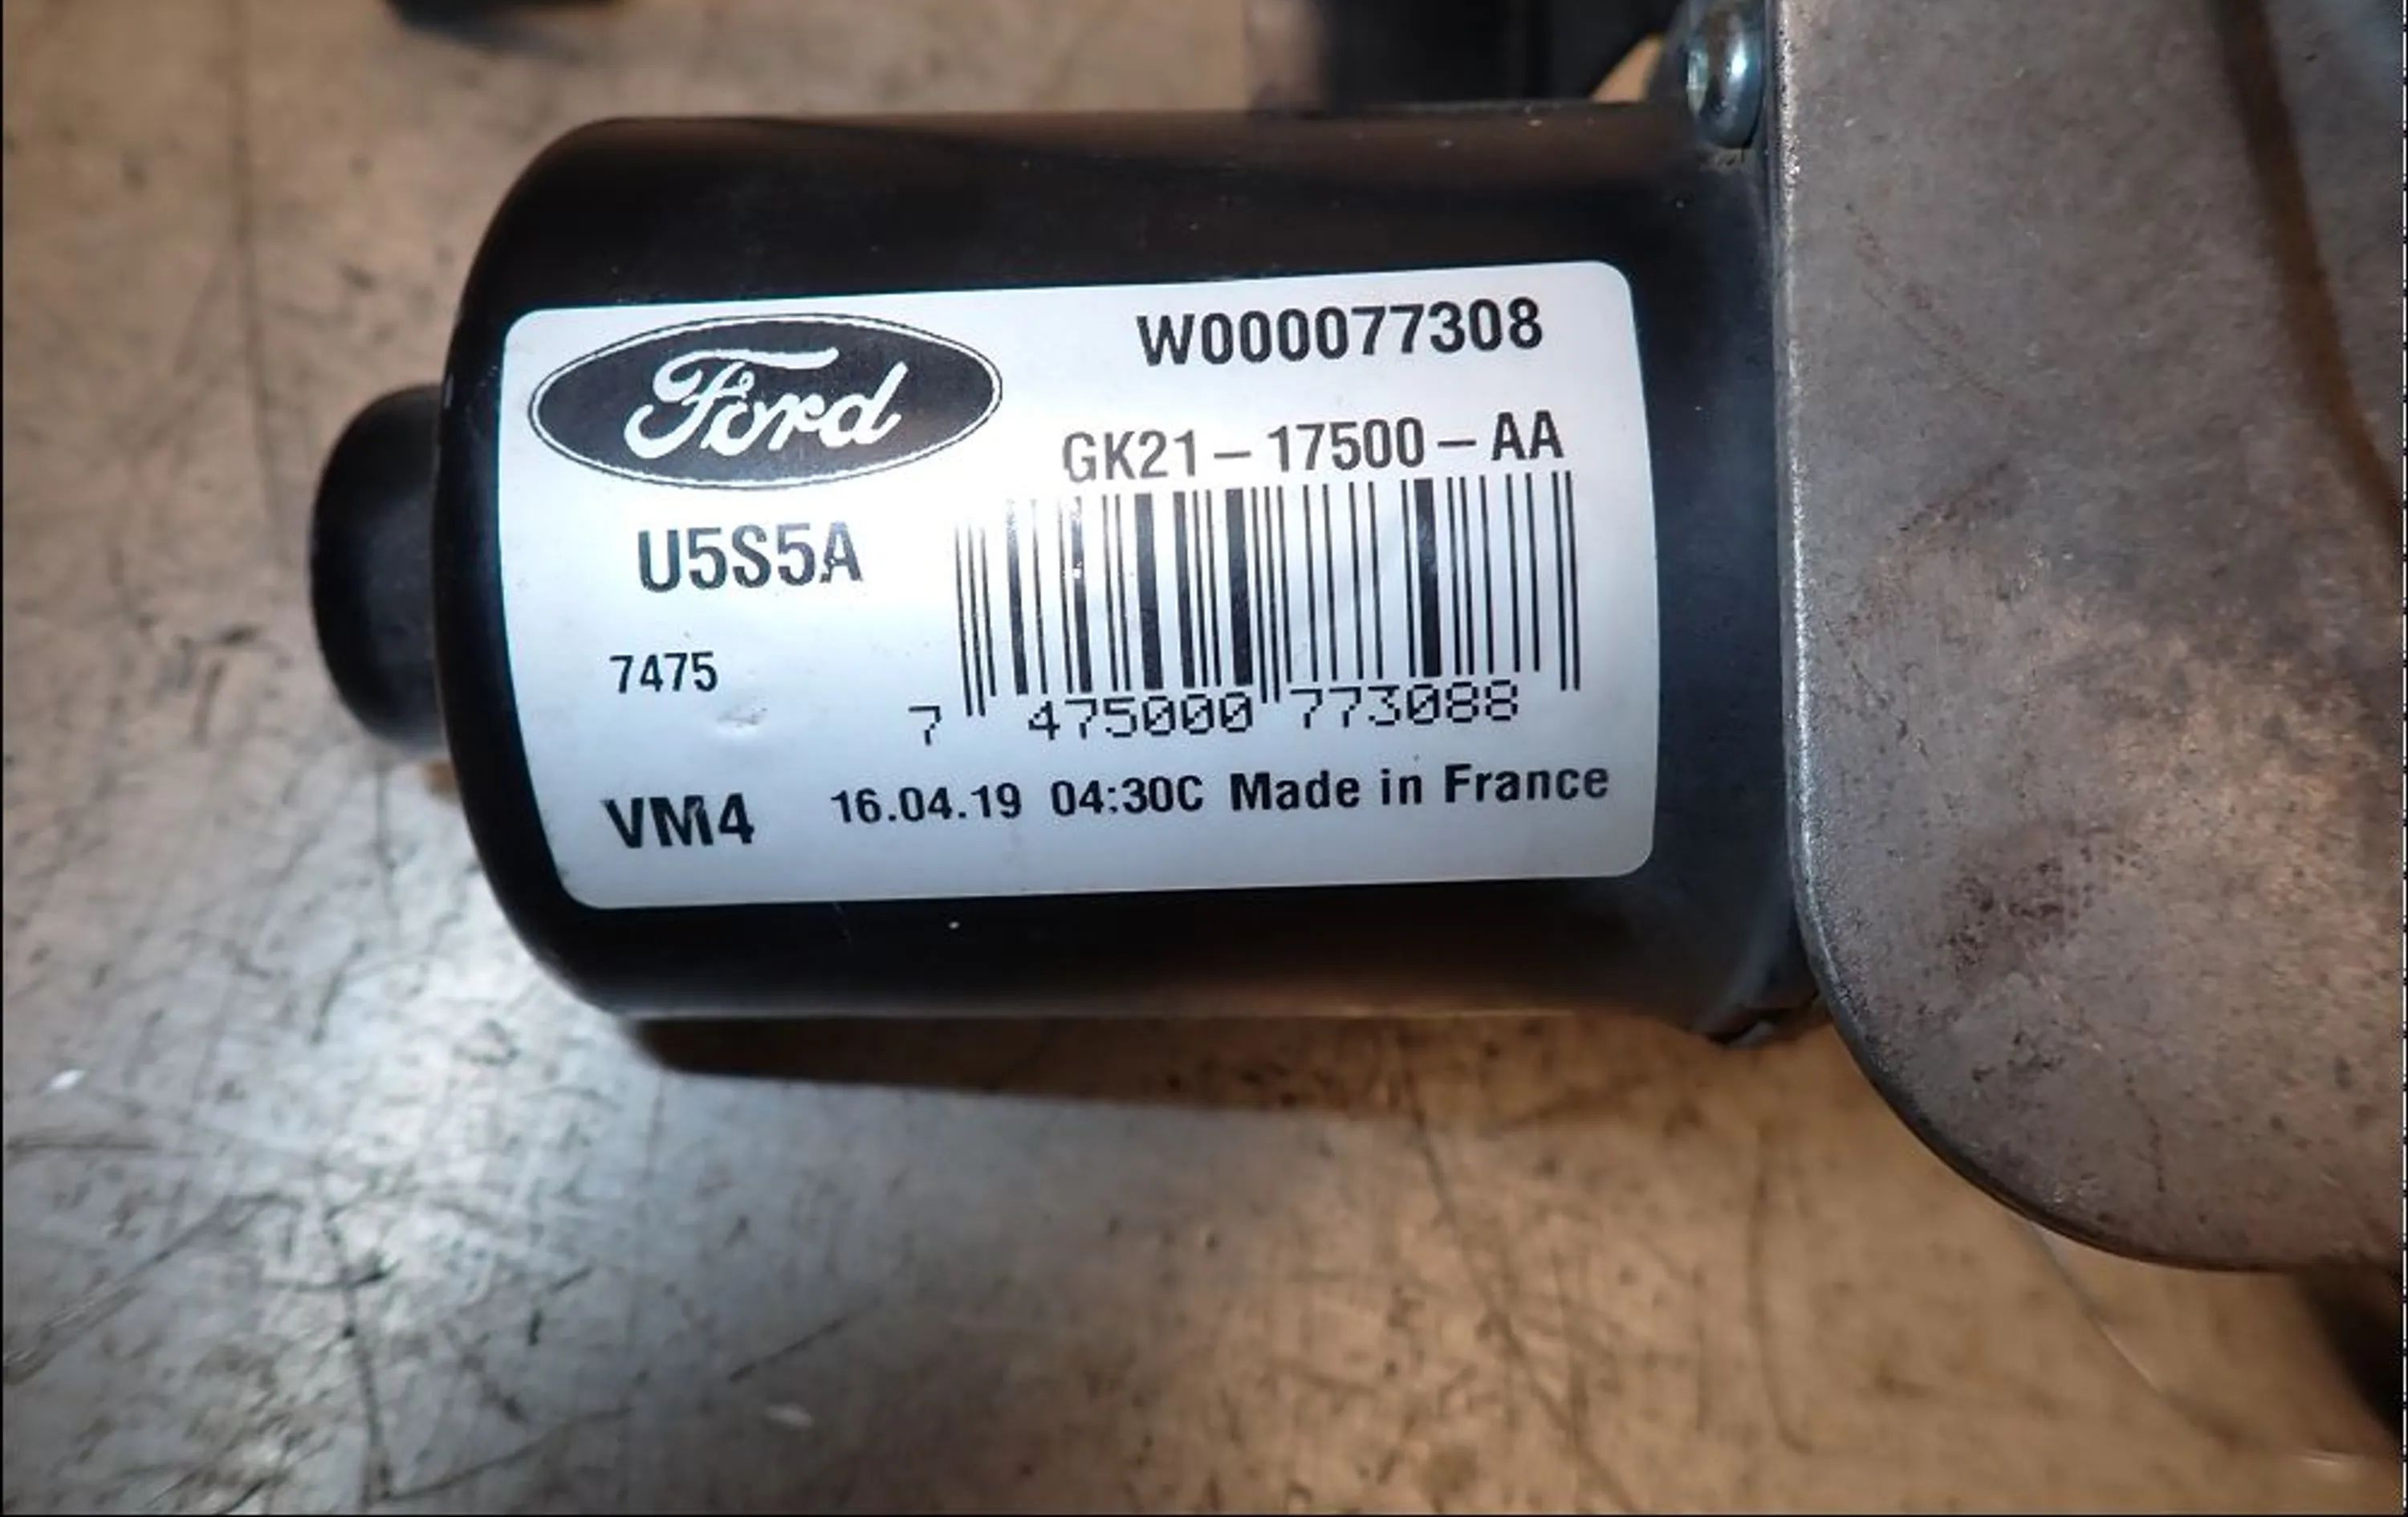 Ford
W000077308
GK21-17500-AA
U5S5A
7475
7 475000 773088
VM4 16.04.19 04:30C Made in France